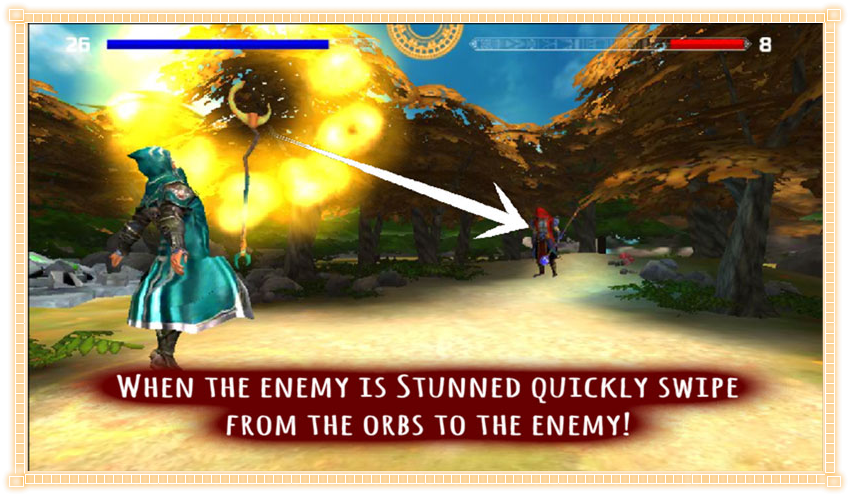 26 8
When the enemy is Stunned quickly swipe
from the orbs to the enemy!